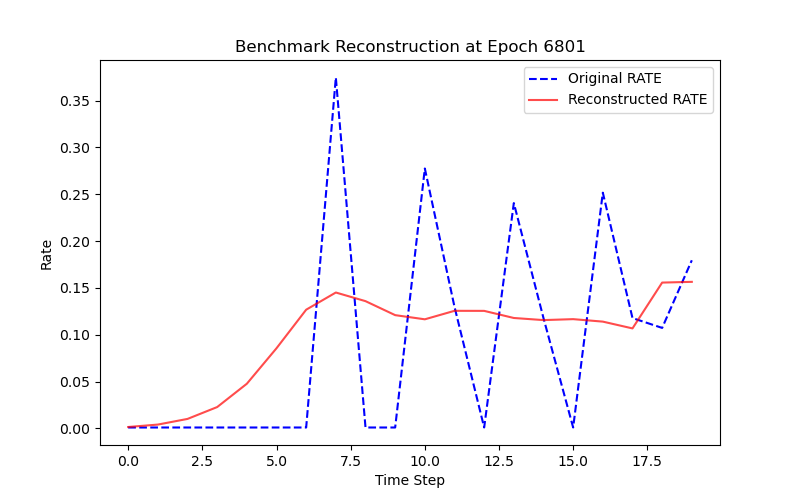 Benchmark Reconstruction at Epoch 6801
Original RATE
Reconstructed RATE
0.35
0.30
0.25
0.20
0.15
0.10
0.05
0.00
Rate
0.0 2.5 5.0 7.5 10.0 12.5 15.0 17.5
Time Step